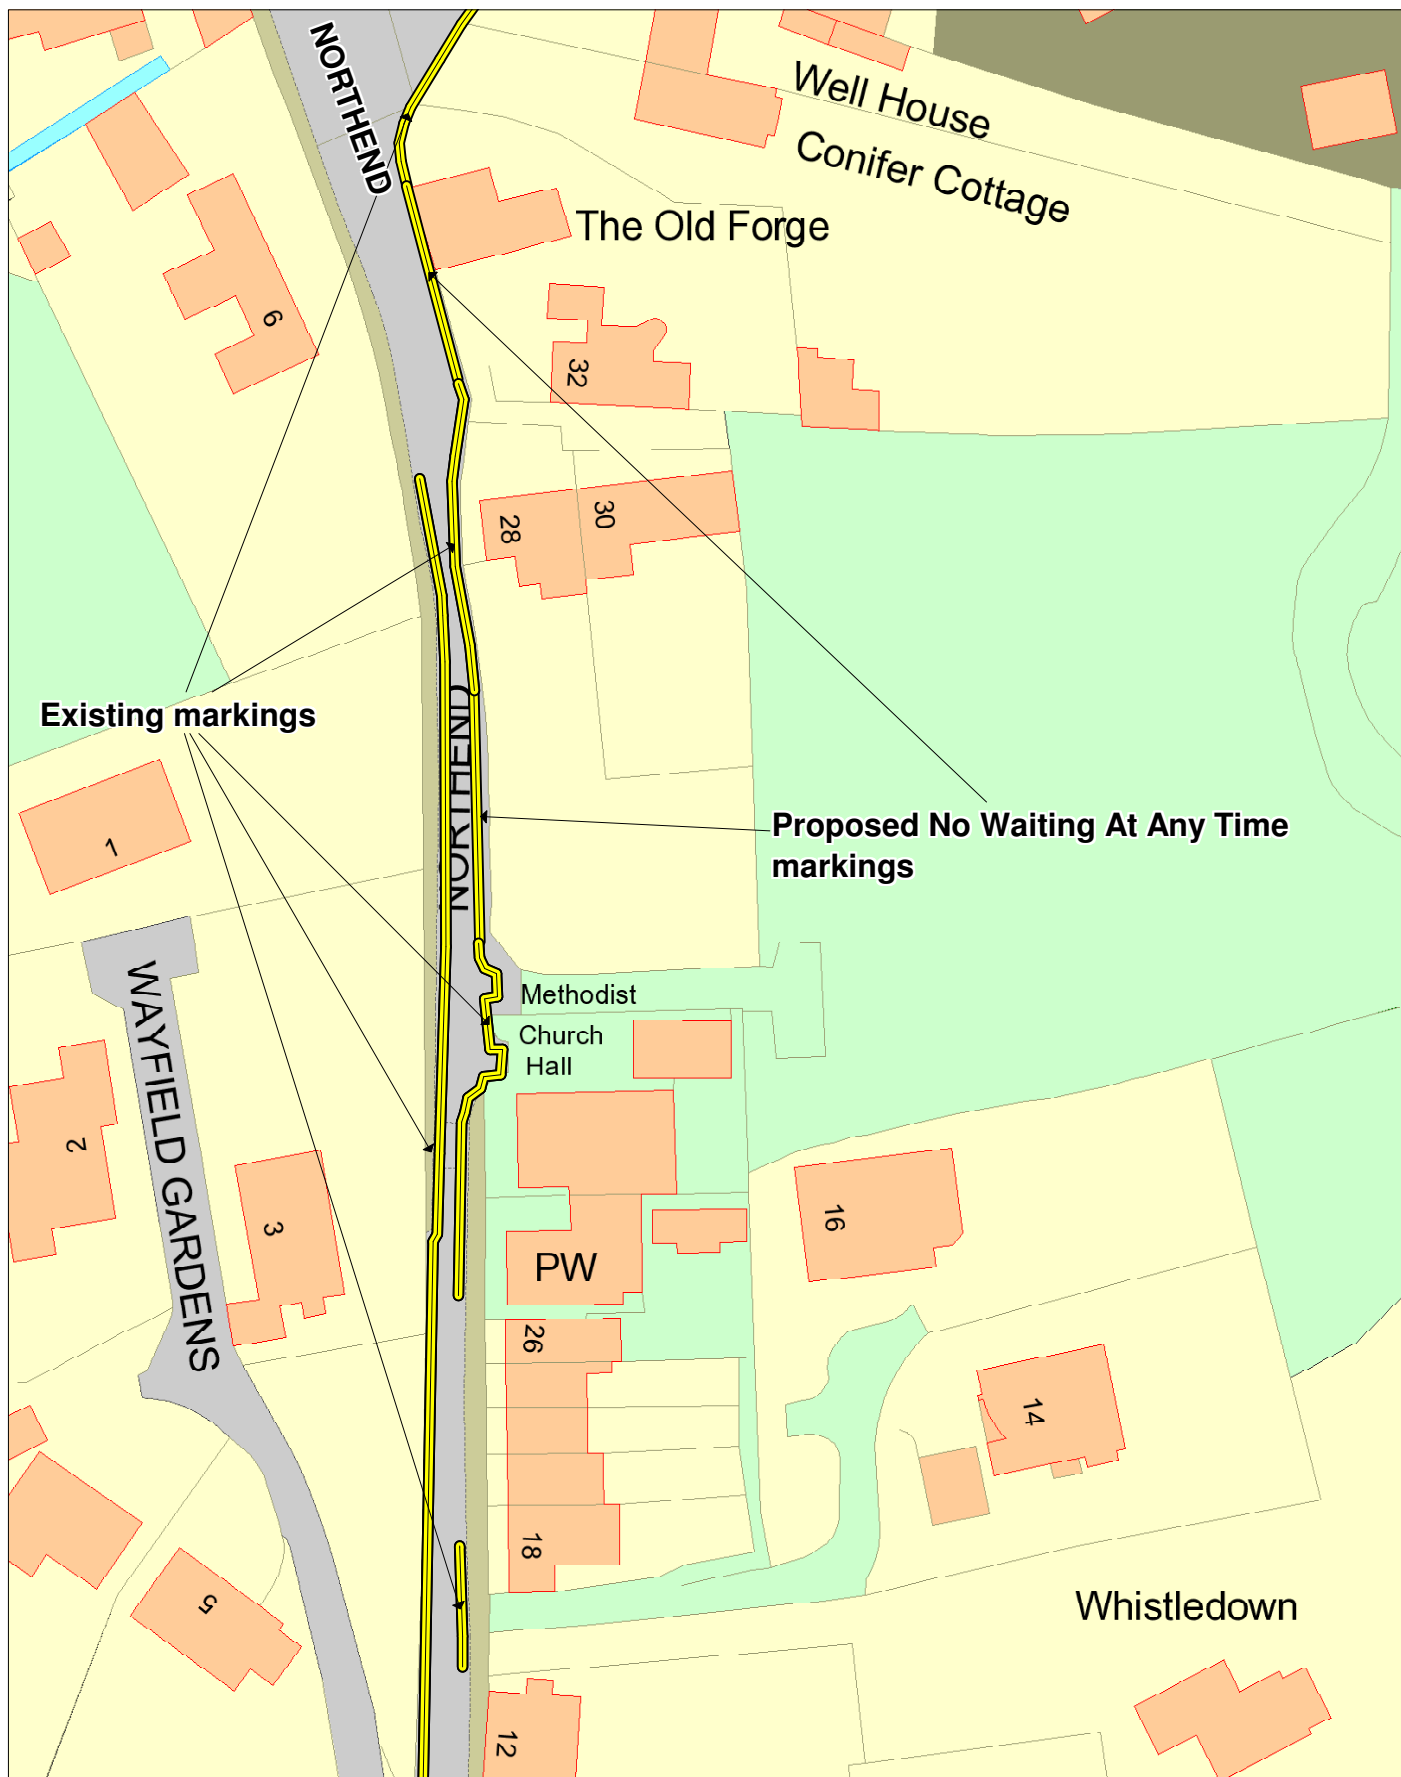 NORTHEND
Well House
Conifer Cottage
The Old Forge
6
32
30
28
Existing markings
NORTHEND
Proposed No Waiting At Any Time
markings
1
WAYFIELD GARDENS
Methodist
Church
Hall
2
3
16
PW
26
14
18
5
Whistledown
12